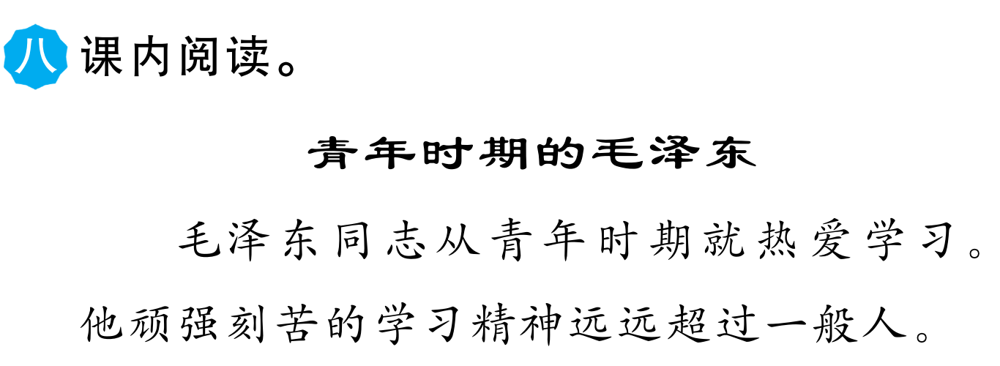 八 课内阅读。
青年时期的毛泽东
毛泽东同志从青年时期就热爱学习。
他顽强刻苦的学习精神远远超过一般人。